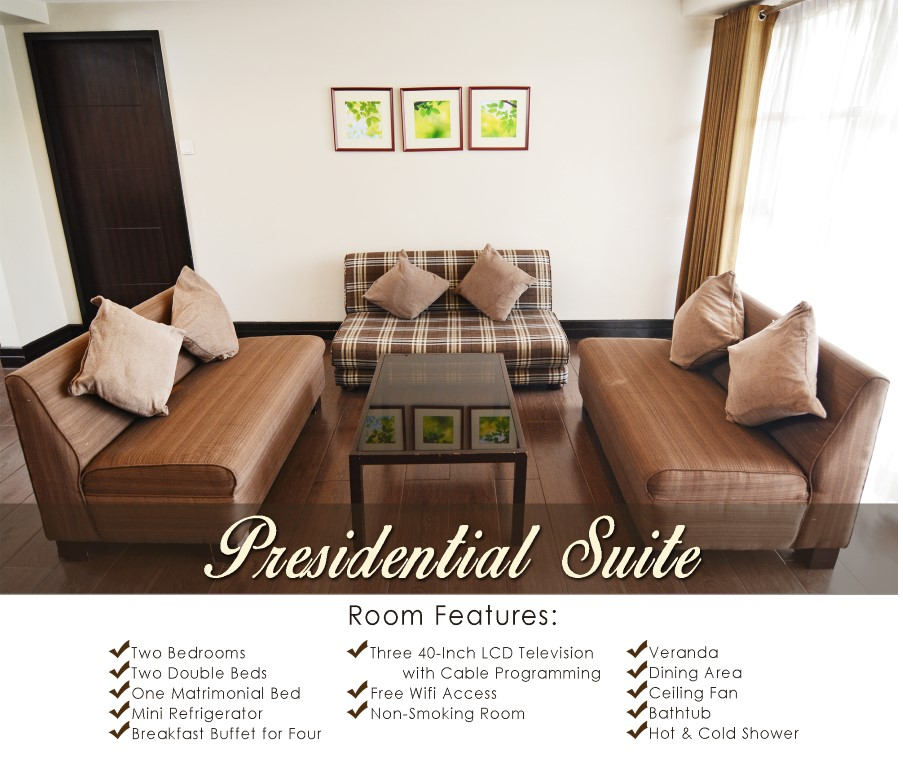 Presidential Suite
Room Features:
Two Bedrooms
Two Double Beds
One Matrimonial Bed
Mini Refrigerator
Breakfast Buffet for Four
Three 40-Inch LCD Television
with Cable Programming
Free Wifi Access
Non-Smoking Room
Veranda
Dining Area
Ceiling Fan
Bathtub
Hot & Cold Shower